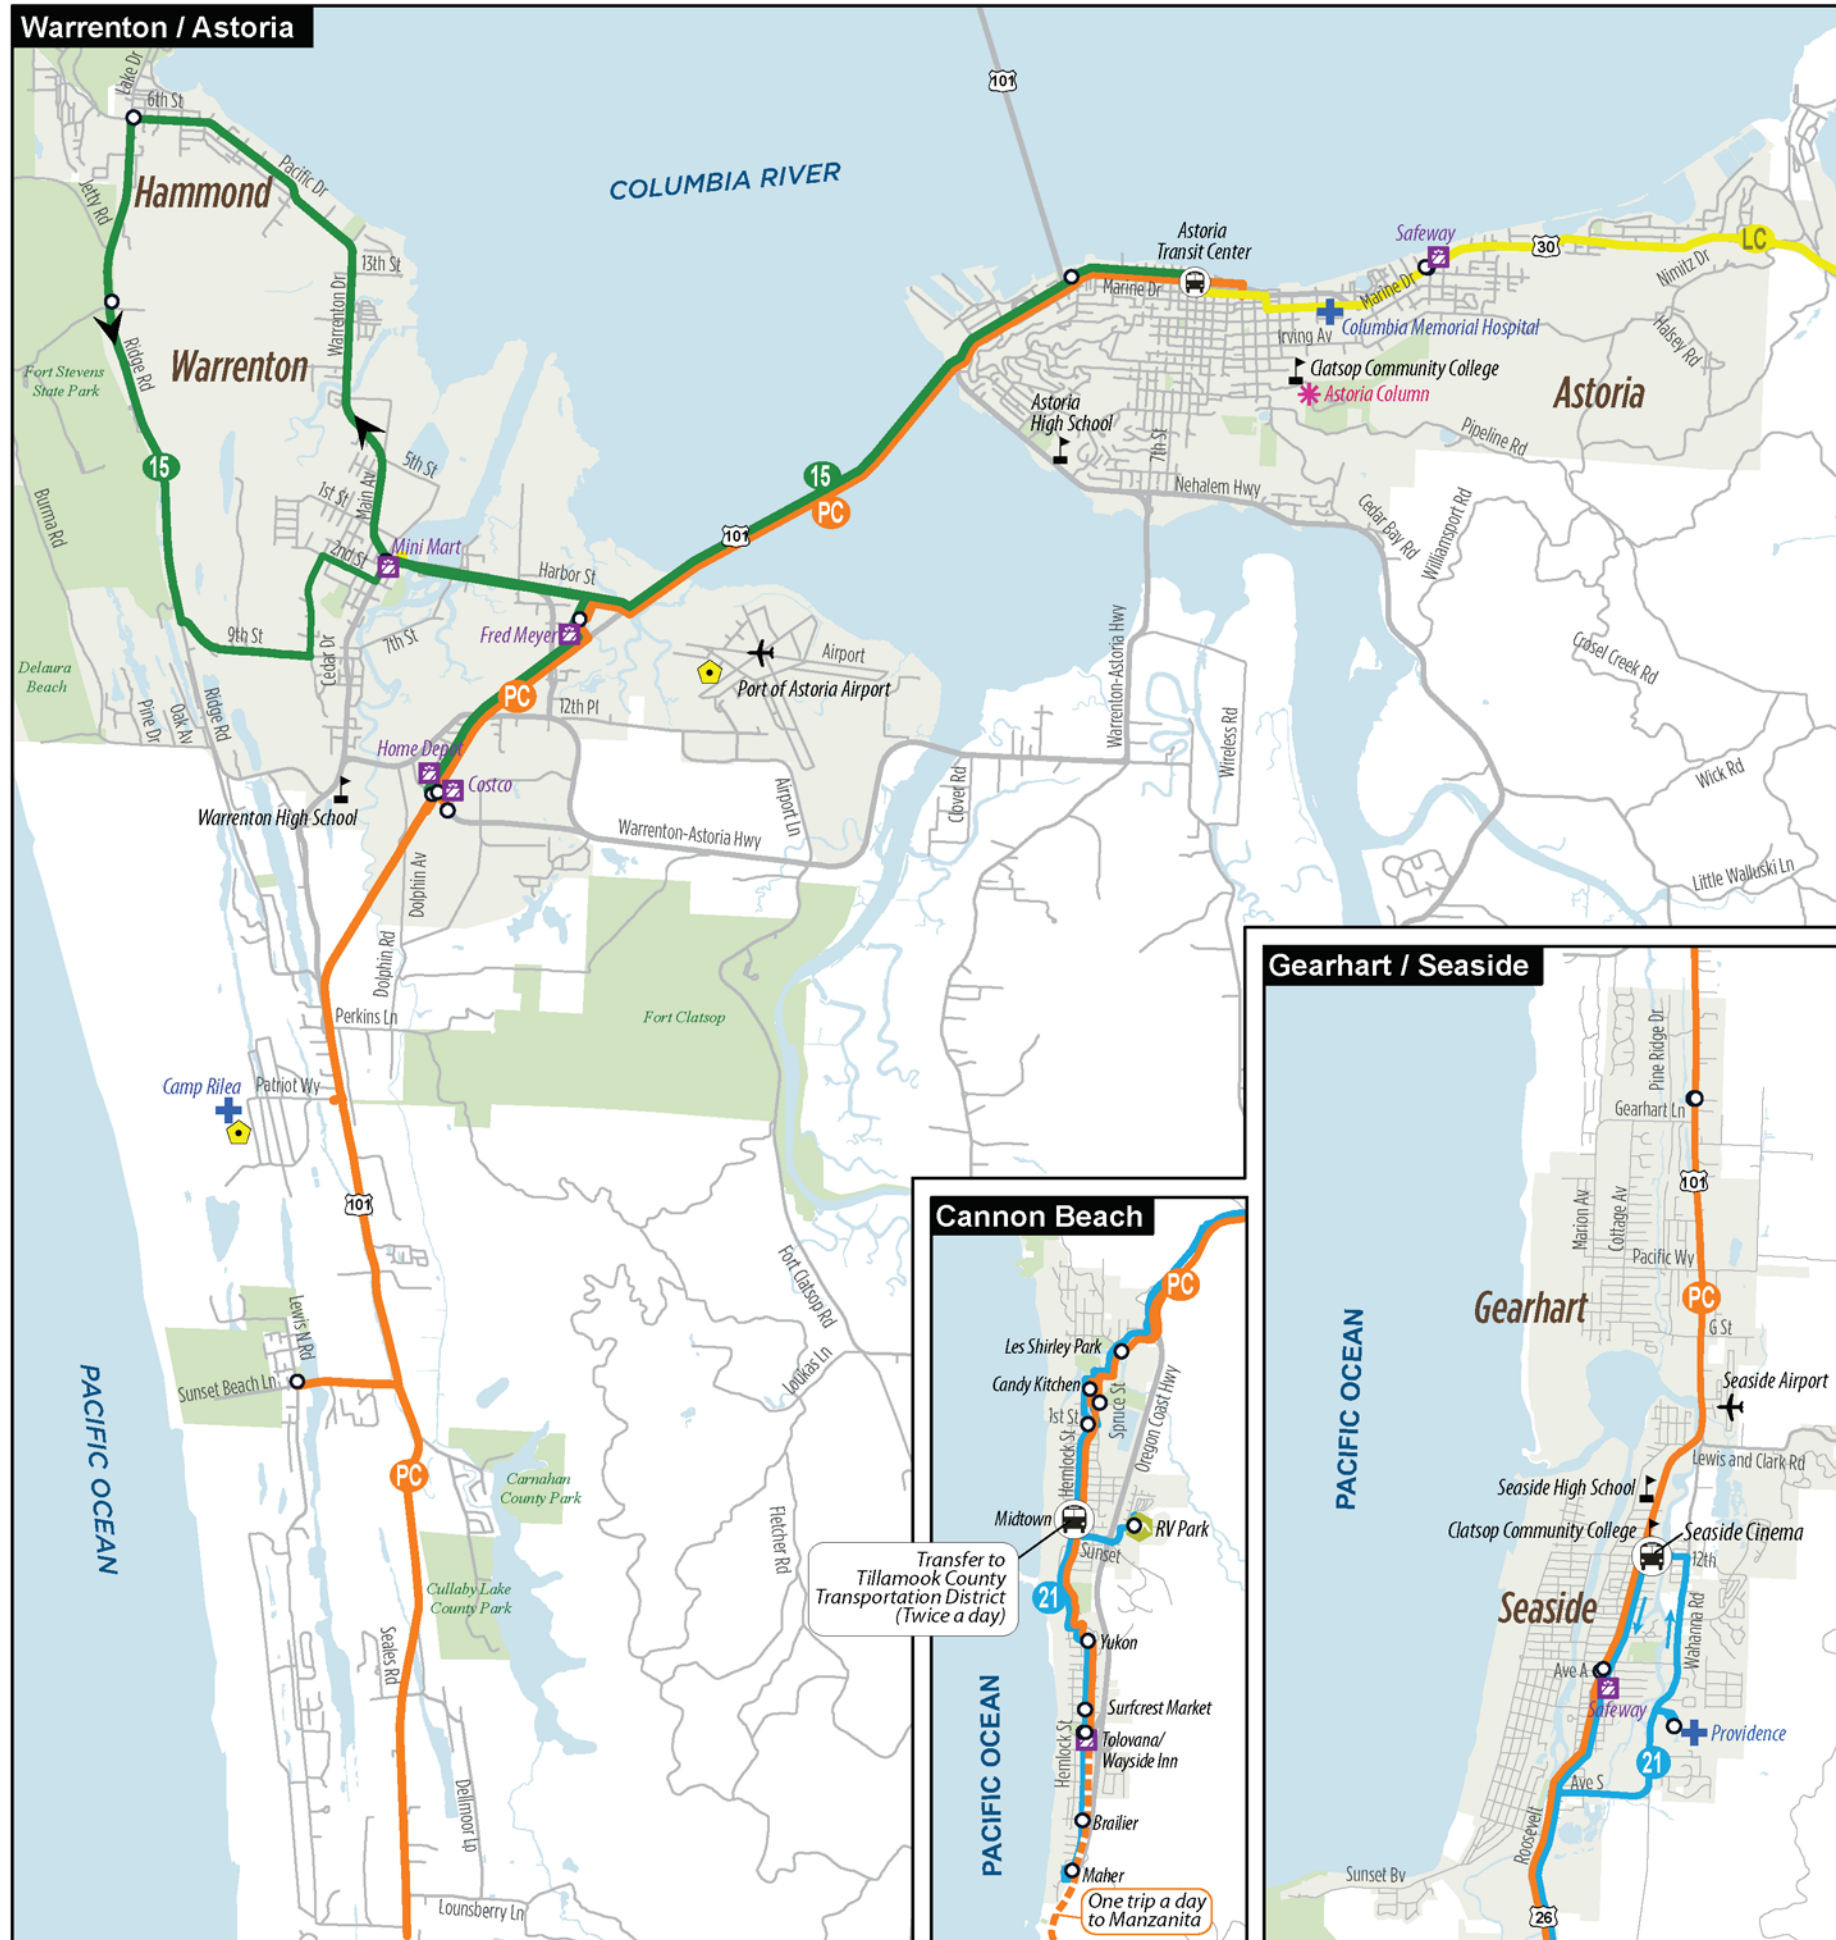 Warrenton / Astoria
Lake Dr
6th St
Pacific Dr
Jetty Rd
Hammond
13th St
Warrenton Dr
Ridge Rd
Warrenton
Fort Stevens
State Park
15
5th St
1st St
Main Av
Burma Rd
2nd St
Mini Mart
Harbor St
Fred Meyer
9th St
Cedar Dr
7th St
Delaura
Beach
Pine Dr
Oak Av
Ridge Rd
PC
12th Pl
Home Depot
Costco
Warrenton High School
COLUMBIA RIVER
101
15
PC
101
Astoria
Transit Center
Marine Dr
Safeway
30
LC
Nimitz Dr
Marine Dr
Columbia Memorial Hospital
Irving Av
Halsey Rd
Clatsop Community College
Astoria Column
Astoria
Astoria
High School
7th St
Pipeline Rd
Nehalem Hwy
Cedar Bay Rd
Williamsport Rd
Crosel Creek Rd
Wick Rd
Little Walluski Ln
Airport
Port of Astoria Airport
Warrenton-Astoria Hwy
Wireless Rd
Clover Rd
Airport Ln
Warrenton-Astoria Hwy
Dolphin Av
Dolphin Rd
Perkins Ln
Fort Clatsop
Camp Rilea
Patriot Wy
101
Fort Clatsop Rd
Loukas Ln
Lewis N Rd
Sunset Beach Ln
PACIFIC OCEAN
PC
Carnahan
County Park
Cullaby Lake
County Park
Fletcher Rd
Seales Rd
Dellmoor Lp
Lounsberry Ln
Cannon Beach
PC
Les Shirley Park
Candy Kitchen
1st St
Spruce St
Hemlock St
Oregon Coast Hwy
Midtown
RV Park
Sunset
Transfer to
Tillamook County
Transportation District
(Twice a day)
21
Yukon
Surfcrest Market
Tolovana/
Wayside Inn
Hemlock St
PACIFIC OCEAN
Brailier
Maher
One trip a day
to Manzanita
Gearhart / Seaside
Pine Ridge Dr
Gearhart Ln
101
Marion Av
Cottage Av
Pacific Wy
PC
Gearhart
G St
PACIFIC OCEAN
Seaside Airport
Lewis and Clark Rd
Seaside High School
Clatsop Community College
Seaside Cinema
12th
Seaside
Wahanna Rd
Ave A
Safeway
Providence
21
Ave S
Roosevelt
Sunset Bv
26